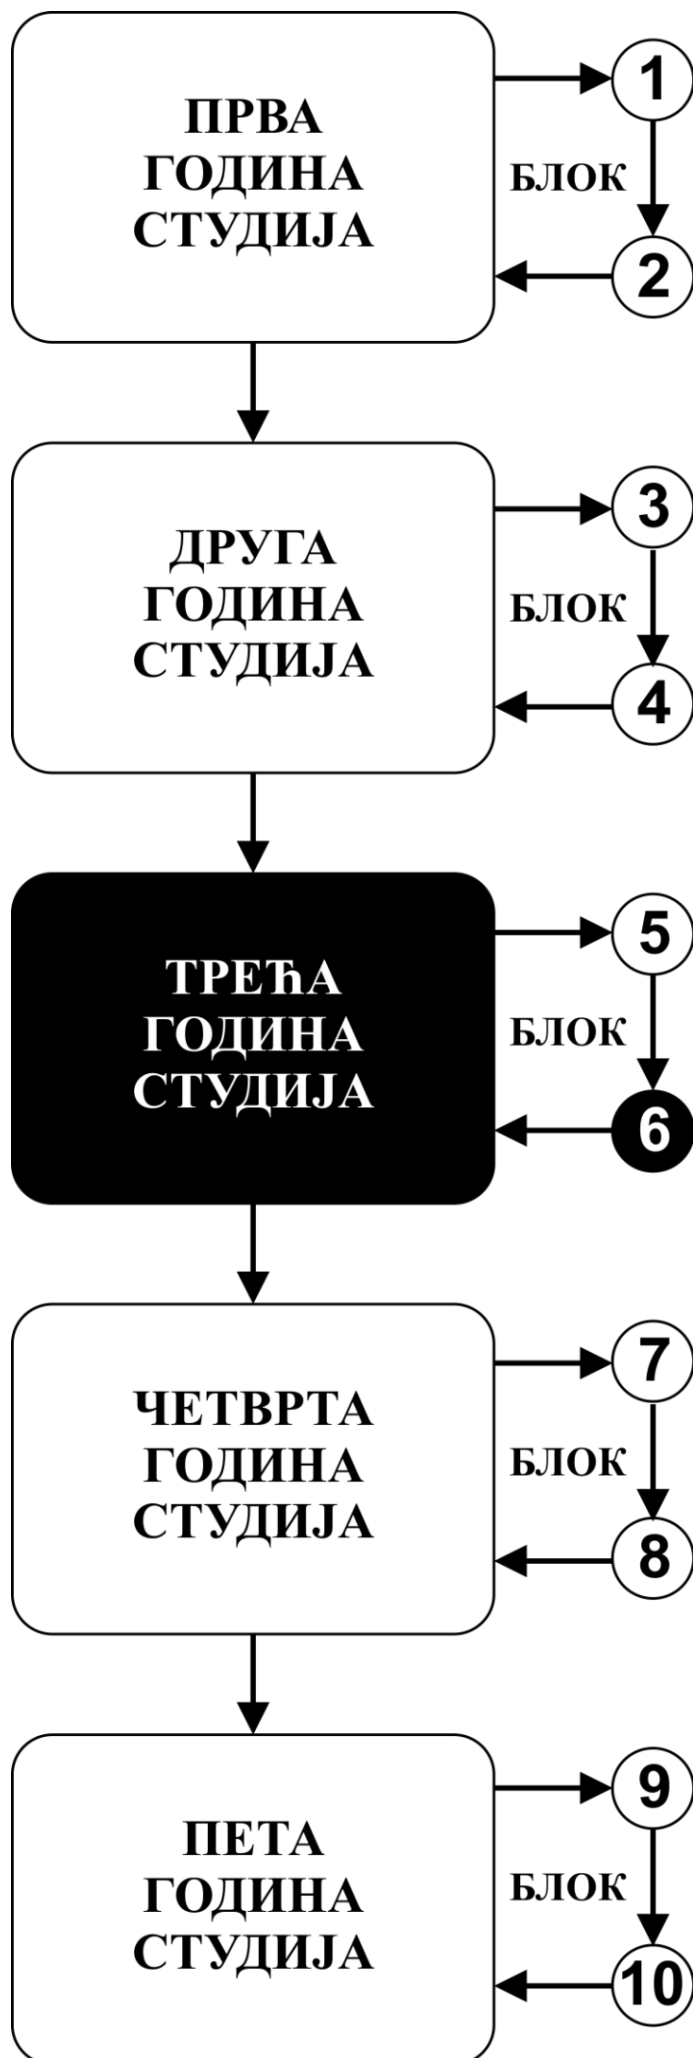 ПРВА
ГОДИНА
СТУДИЈА
1
БЛОК
2
ДРУГА
ГОДИНА
СТУДИЈА
3
БЛОК
4
ТРЕЋА
ГОДИНА
СТУДИЈА
5
БЛОК
6
ЧЕТВРТА
ГОДИНА
СТУДИЈА
7
БЛОК
8
ПЕТА
ГОДИНА
СТУДИЈА
9
БЛОК
10